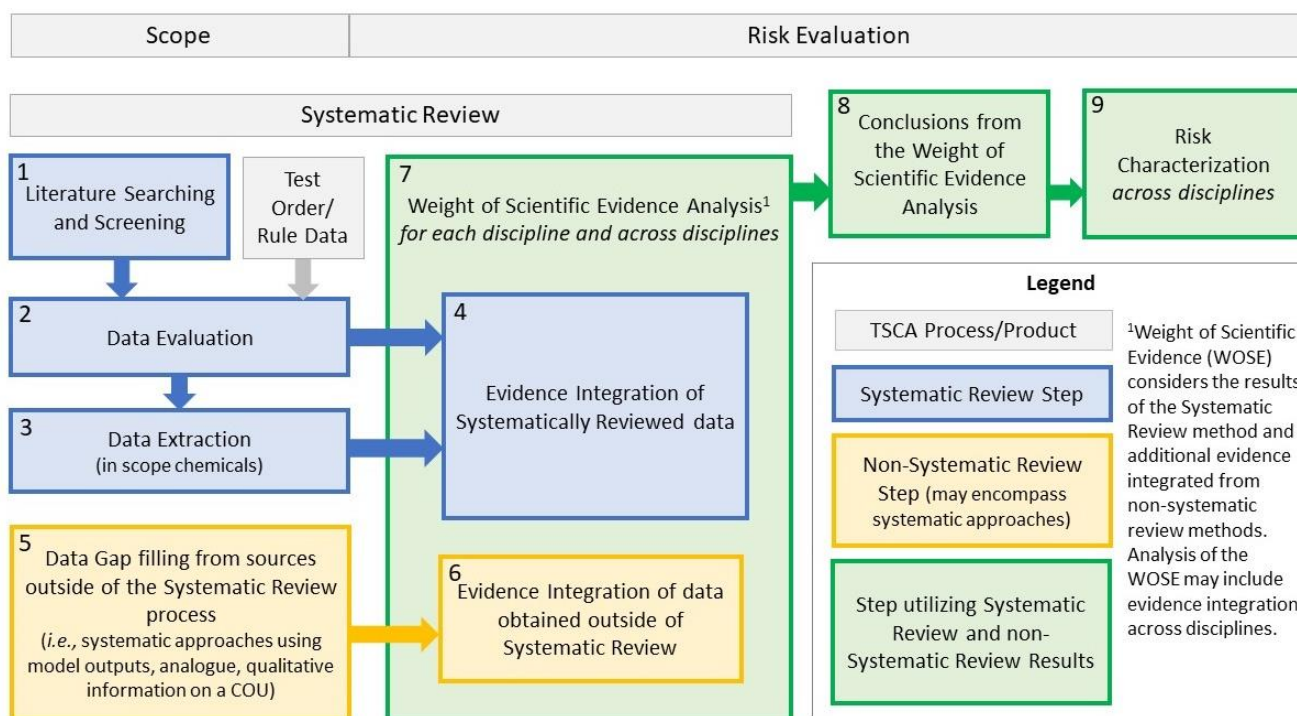 Scope
Risk Evaluation
Systematic Review
1
Literature Searching
and Screening
Test
Order/
Rule Data
2
Data Evaluation
3
Data Extraction
(in scope chemicals)
5
Data Gap filling from sources
outside of the Systematic Review
process
(i.e., systematic approaches using
model outputs, analogue, qualitative
information on a COU)
7
Weight of Scientific Evidence Analysis¹
for each discipline and across disciplines
4
Evidence Integration of
Systematically Reviewed data
6
Evidence Integration of data
obtained outside of
Systematic Review
8
Conclusions from
the Weight of
Scientific Evidence
Analysis
9
Risk
Characterization
across disciplines
Legend
TSCA Process/Product
Systematic Review Step
Non-Systematic Review
Step (may encompass
systematic approaches)
Step utilizing Systematic
Review and non-
Systematic Review Results
¹Weight of Scientific
Evidence (WOSE)
considers the results
of the Systematic
Review method and
additional evidence
integrated from
non-systematic
review methods.
Analysis of the
WOSE may include
evidence integration
across disciplines.